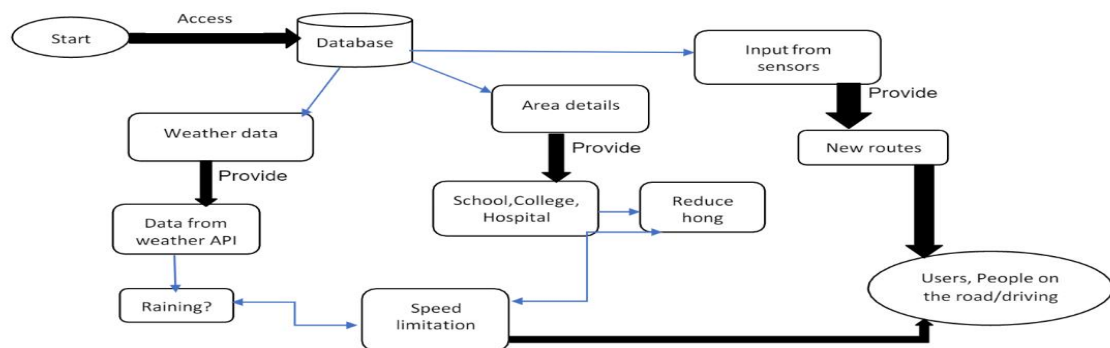 Access
Start
Database
Input from
sensors
Provide
Area details
Weather data
Provide
New routes
Provide
School,College,
Hospital
Reduce
hong
Data from
weather API
Users, People on
the road/driving
Raining?
Speed
limitation